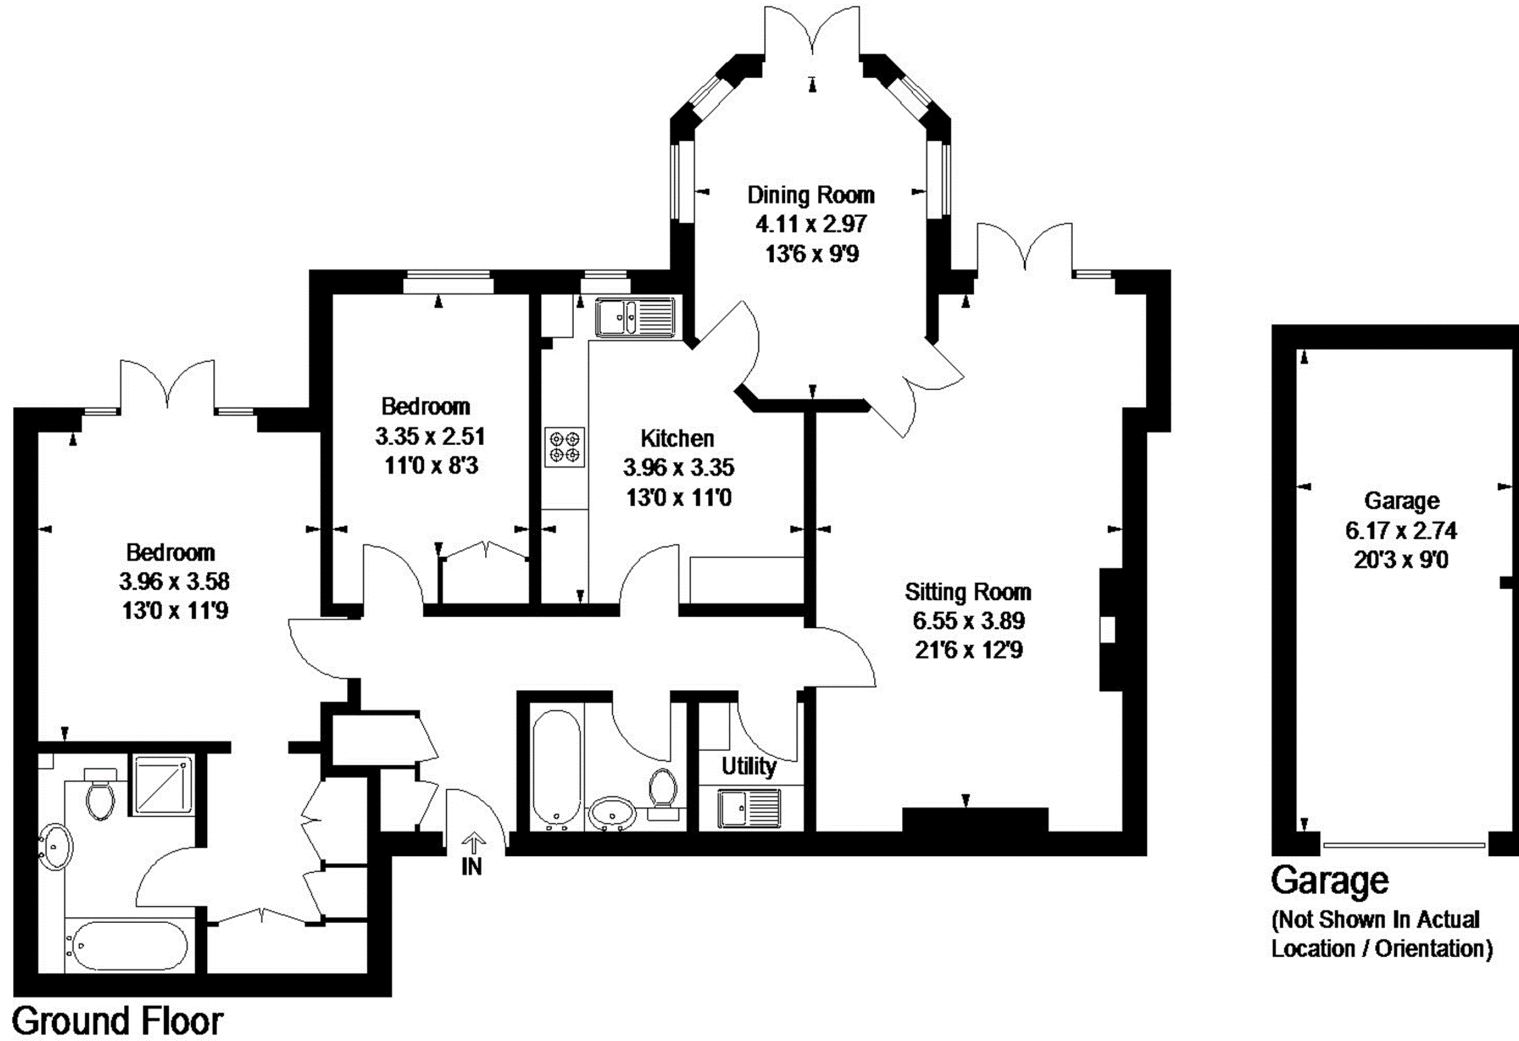 Dining Room
4.11 x 2.97
13'6 x 9'9
Bedroom
3.35 x 2.51
11'0 x 8'3
Kitchen
3.96 x 3.35
13'0 x 11'0
Bedroom
3.96 x 3.58
13'0 x 11'9
Sitting Room
6.55 x 3.89
21'6 x 12'9
Utility
IN
Ground Floor
Garage
6.17 x 2.74
20'3 x 9'0
Garage
(Not Shown In Actual
Location / Orientation)